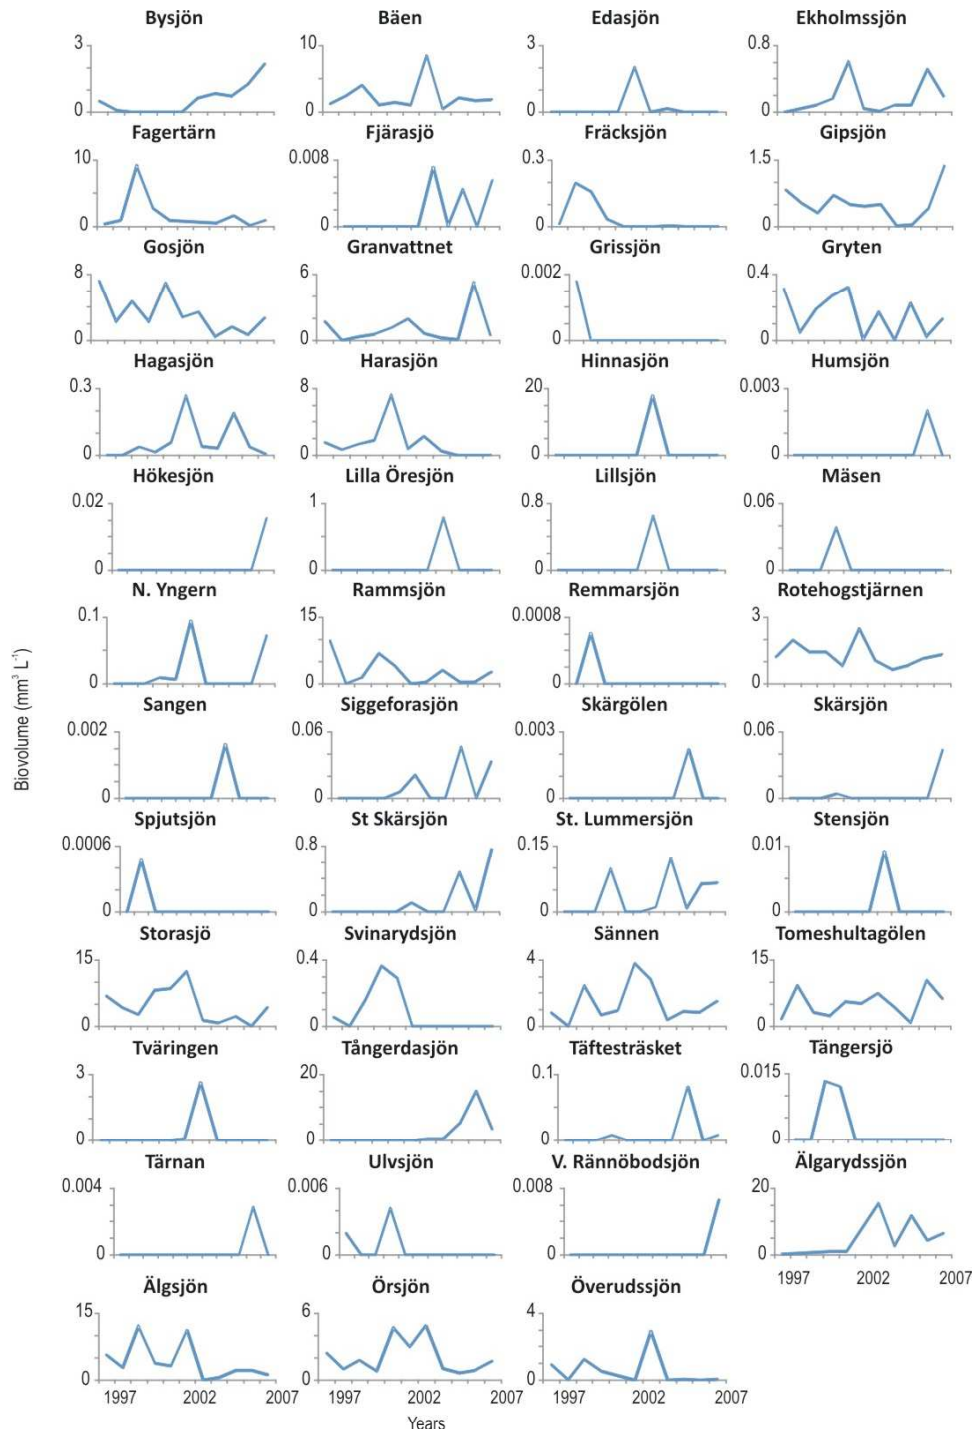 Bysjön Bäen Edasjön Ekholmssjön
3 10 3 0.8
0 0 0 0
Fagertärn Fjärasjö Fräcksjön Gipsjön
10 0.008 0.3 1.5
0 0 0 0
Gosjön Granvattnet Grissjön Gryten
8 6 0.002 0.4
0 0 0 0
Hagasjön Harasjön Hinnasjön Humsjön
0.3 8 20 0.003
0 0 0 0
Hökesjön Lilla Öresjön Lillsjön Mäsen
0.02 1 0.8 0.06
0 0 0 0
N. Yngern Rammsjön Remmarsjön Rotehogstjärnen
0.1 15 0.0008 3
0 0 0 0
Biovolume (mm³ L⁻¹)
Sangen Siggeforasjön Skärgölen Skärsjön
0.002 0.06 0.003 0.06
0 0 0 0
Spjutsjön St Skärsjön St. Lummersjön Stensjön
0.0006 0.8 0.15 0.01
0 0 0 0
Storasjö Svinarydsjön Sännen Tomeshultagölen
15 0.4 4 15
0 0 0 0
Tväringen Tångerdasjön Täftesträsket Tängersjö
3 20 0.1 0.015
0 0 0 0
Tärnan Ulvsjön V. Rännöbodsjön Älgarydssjön
0.004 0.006 0.008 20
0 0 0 0
1997 2002 2007
Älgsjön Örsjön Överudssjön
15 6 4
0 0 0
1997 2002 2007 1997 2002 2007 1997 2002 2007
Years